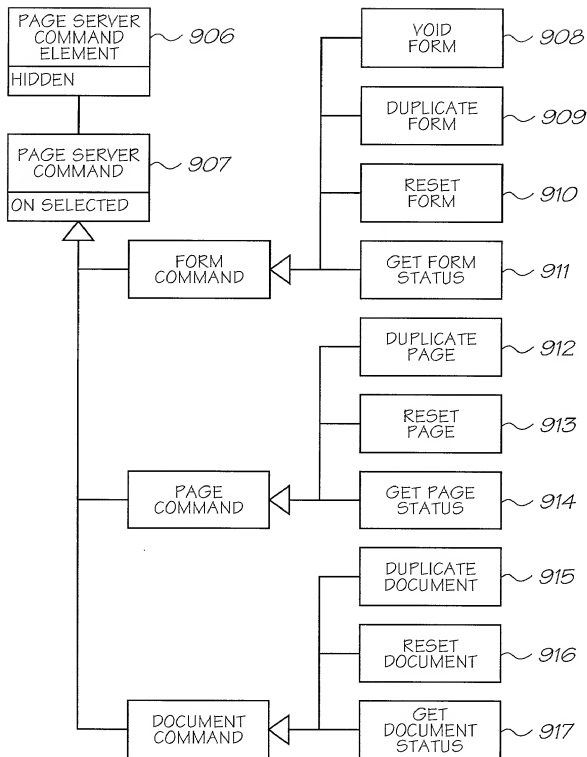 PAGE SERVER
COMMAND
ELEMENT
906
HIDDEN
PAGE SERVER
COMMAND
907
ON SELECTED
FORM
COMMAND
VOID
FORM
908
DUPLICATE
FORM
909
RESET
FORM
910
GET FORM
STATUS
911
PAGE
COMMAND
DUPLICATE
PAGE
912
RESET
PAGE
913
GET PAGE
STATUS
914
DOCUMENT
COMMAND
DUPLICATE
DOCUMENT
915
RESET
DOCUMENT
916
GET
DOCUMENT
STATUS
917